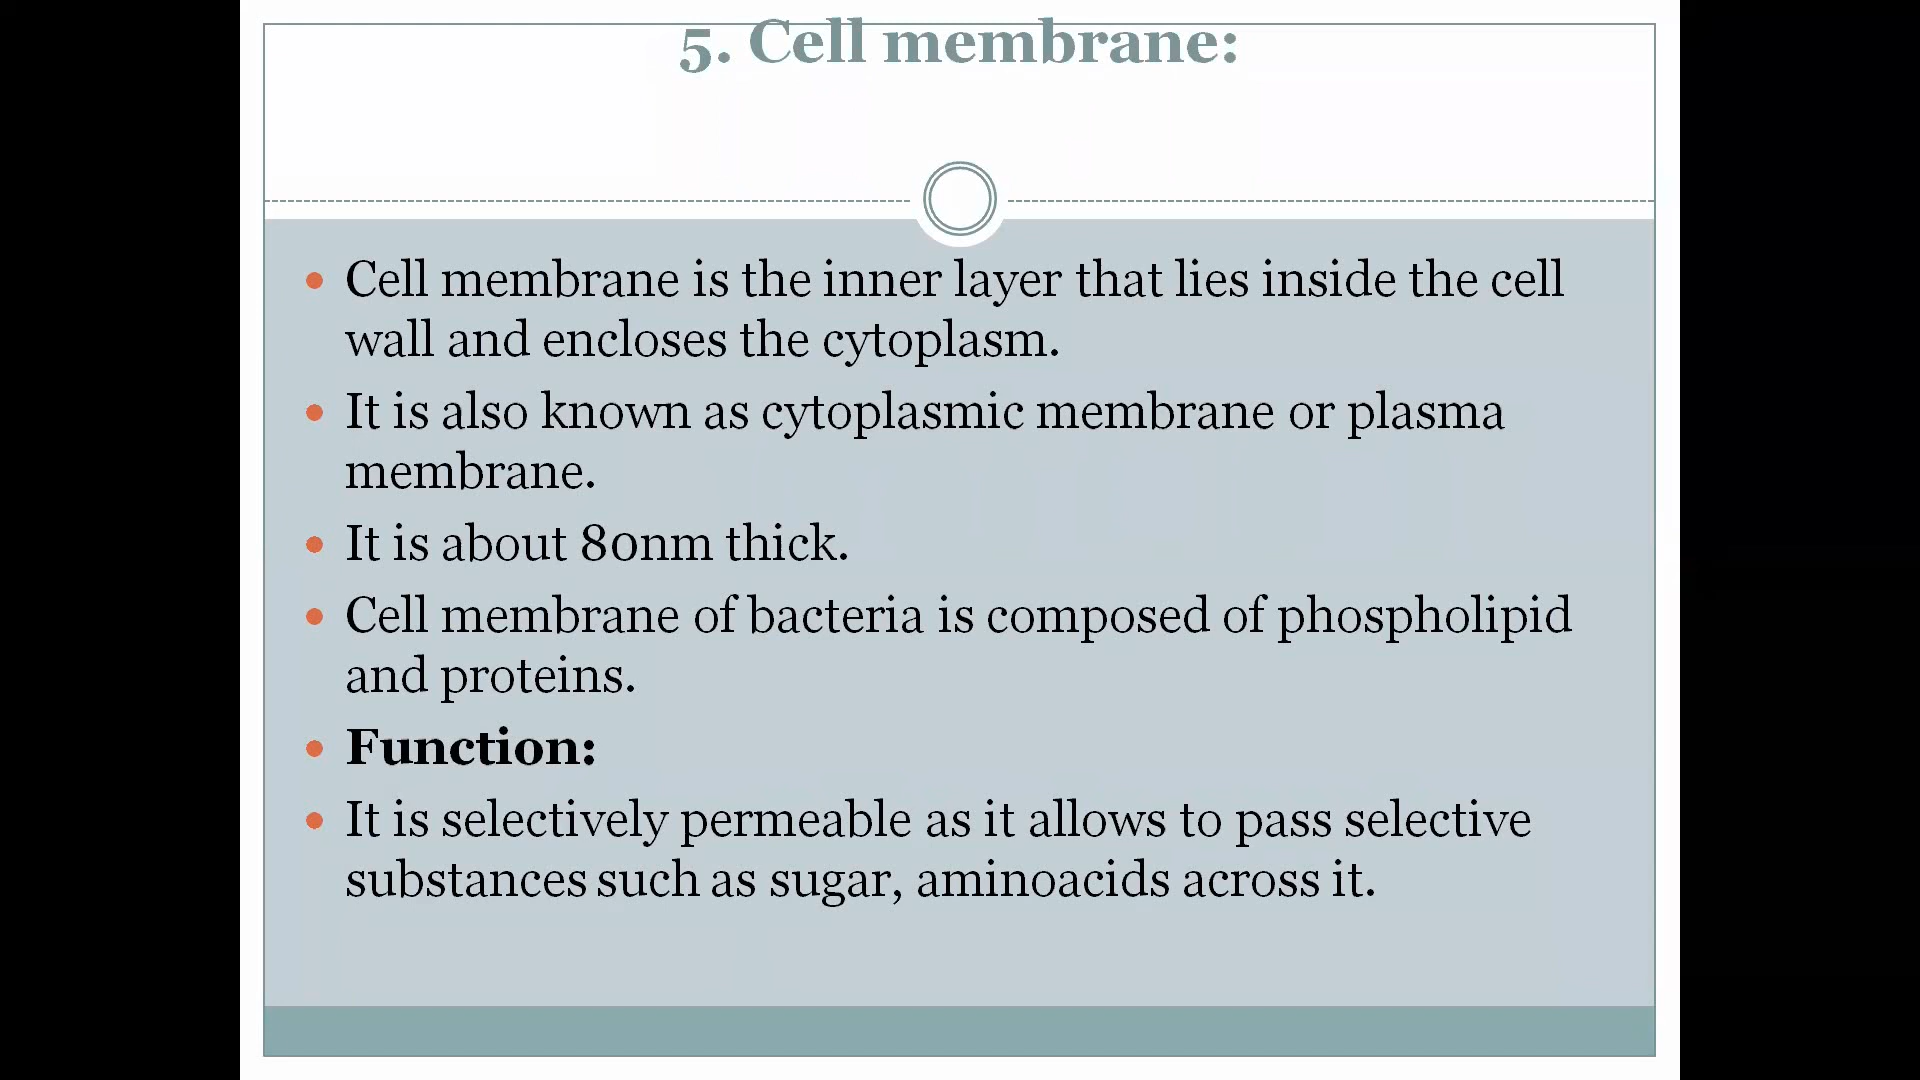 5. Cell membrane:
Cell membrane is the inner layer that lies inside the cell
wall and encloses the cytoplasm.
It is also known as cytoplasmic membrane or plasma
membrane.
It is about 80nm thick.
Cell membrane of bacteria is composed of phospholipid
and proteins.
Function:
It is selectively permeable as it allows to pass selective
substances such as sugar, aminoacids across it.